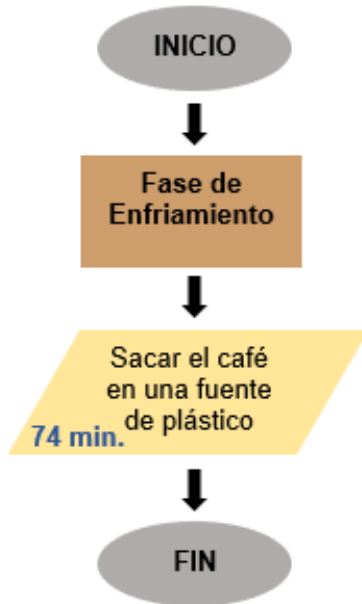 INICIO
Fase de
Enfriamiento
Sacar el café
en una fuente
de plástico
74 min.
FIN